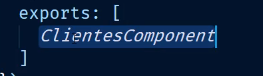 exports: [
ClientesComponent
]